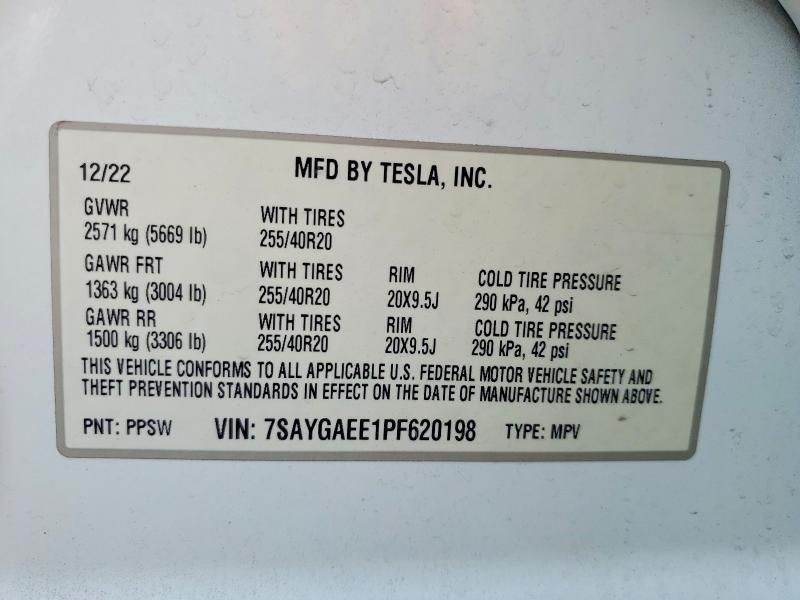 12/22 MFD BY TESLA, INC.
GVWR WITH TIRES
2571 kg (5669 lb) 255/40R20
GAWR FRT WITH TIRES RIM COLD TIRE PRESSURE
1363 kg (3004 lb) 255/40R20 20X9.5J 290 kPa, 42 psi
GAWR RR WITH TIRES RIM COLD TIRE PRESSURE
1500 kg (3306 lb) 255/40R20 20X9.5J 290 kPa, 42 psi
THIS VEHICLE CONFORMS TO ALL APPLICABLE U.S. FEDERAL MOTOR VEHICLE SAFETY AND
THEFT PREVENTION STANDARDS IN EFFECT ON THE DATE OF MANUFACTURE SHOWN ABOVE.
PNT: PPSW VIN: 7SAYGAEE1PF620198 TYPE: MPV